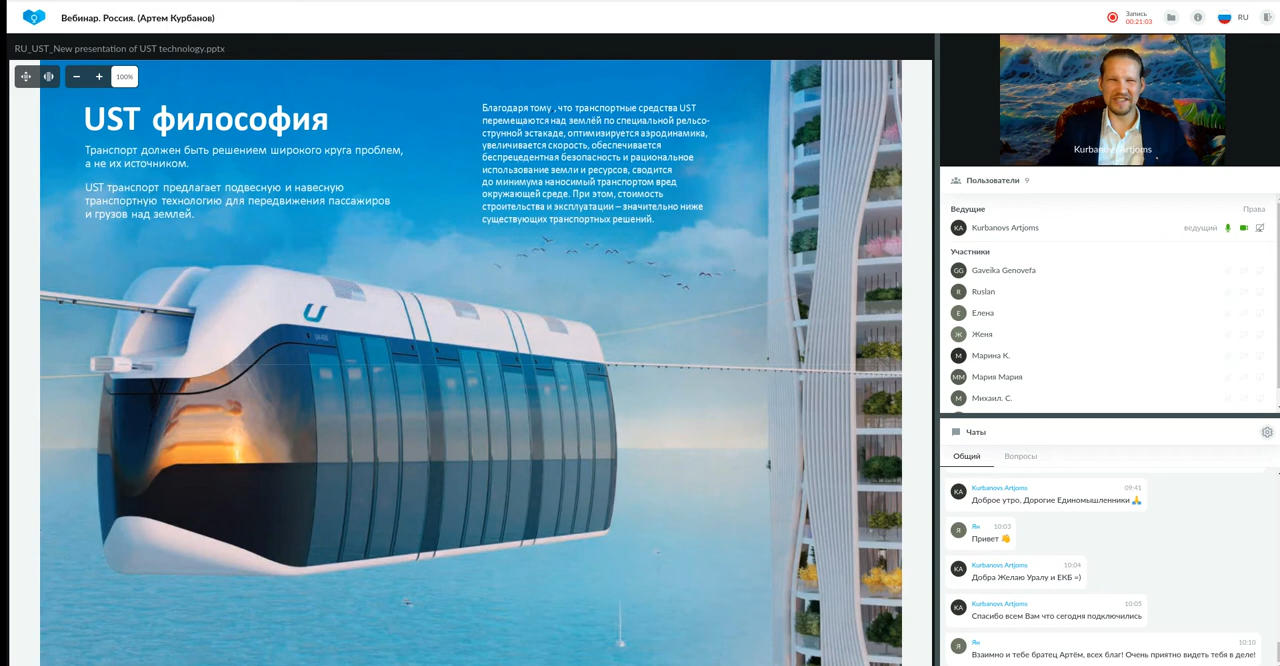 Вебинар. Россия. (Артем Курбанов)
Запись
00:21:03
RU
RU_UST_New presentation of UST technology.pptx
100%
UST философия
Транспорт должен быть решением широкого круга проблем,
а не их источником.
UST транспорт предлагает подвесную и навесную
транспортную технологию для передвижения пассажиров
и грузов над землей.
Благодаря тому , что транспортные средства UST
перемещаются над землёй по специальной рельсо-
струнной эстакаде, оптимизируется аэродинамика,
увеличивается скорость, обеспечивается
беспрецедентная безопасность и рациональное
использование земли и ресурсов, сводится
до минимума наносимый транспортом вред
окружающей среде. При этом, стоимость
строительства и эксплуатации – значительно ниже
существующих транспортных решений.
Kurbanovs Artjoms
Пользователи 9
Ведущие Права
KA Kurbanovs Artjoms ведущий
Участники
GG Gaveika Genovefa
R Ruslan
Е Елена
Ж Женя
М Марина К.
ММ Мария Мария
М Михаил. С.
Чаты
Общий Вопросы
KA Kurbanovs Artjoms 09:41
Доброе утро, Дорогие Единомышленники 🙏
Я Ян 10:03
Привет 👋
KA Kurbanovs Artjoms 10:04
Добра Желаю Уралу и ЕКБ =)
KA Kurbanovs Artjoms 10:05
Спасибо всем Вам что сегодня подключились
Я Ян 10:10
Взаимно и тебе братец Артём, всех благ! Очень приятно видеть тебя в деле!